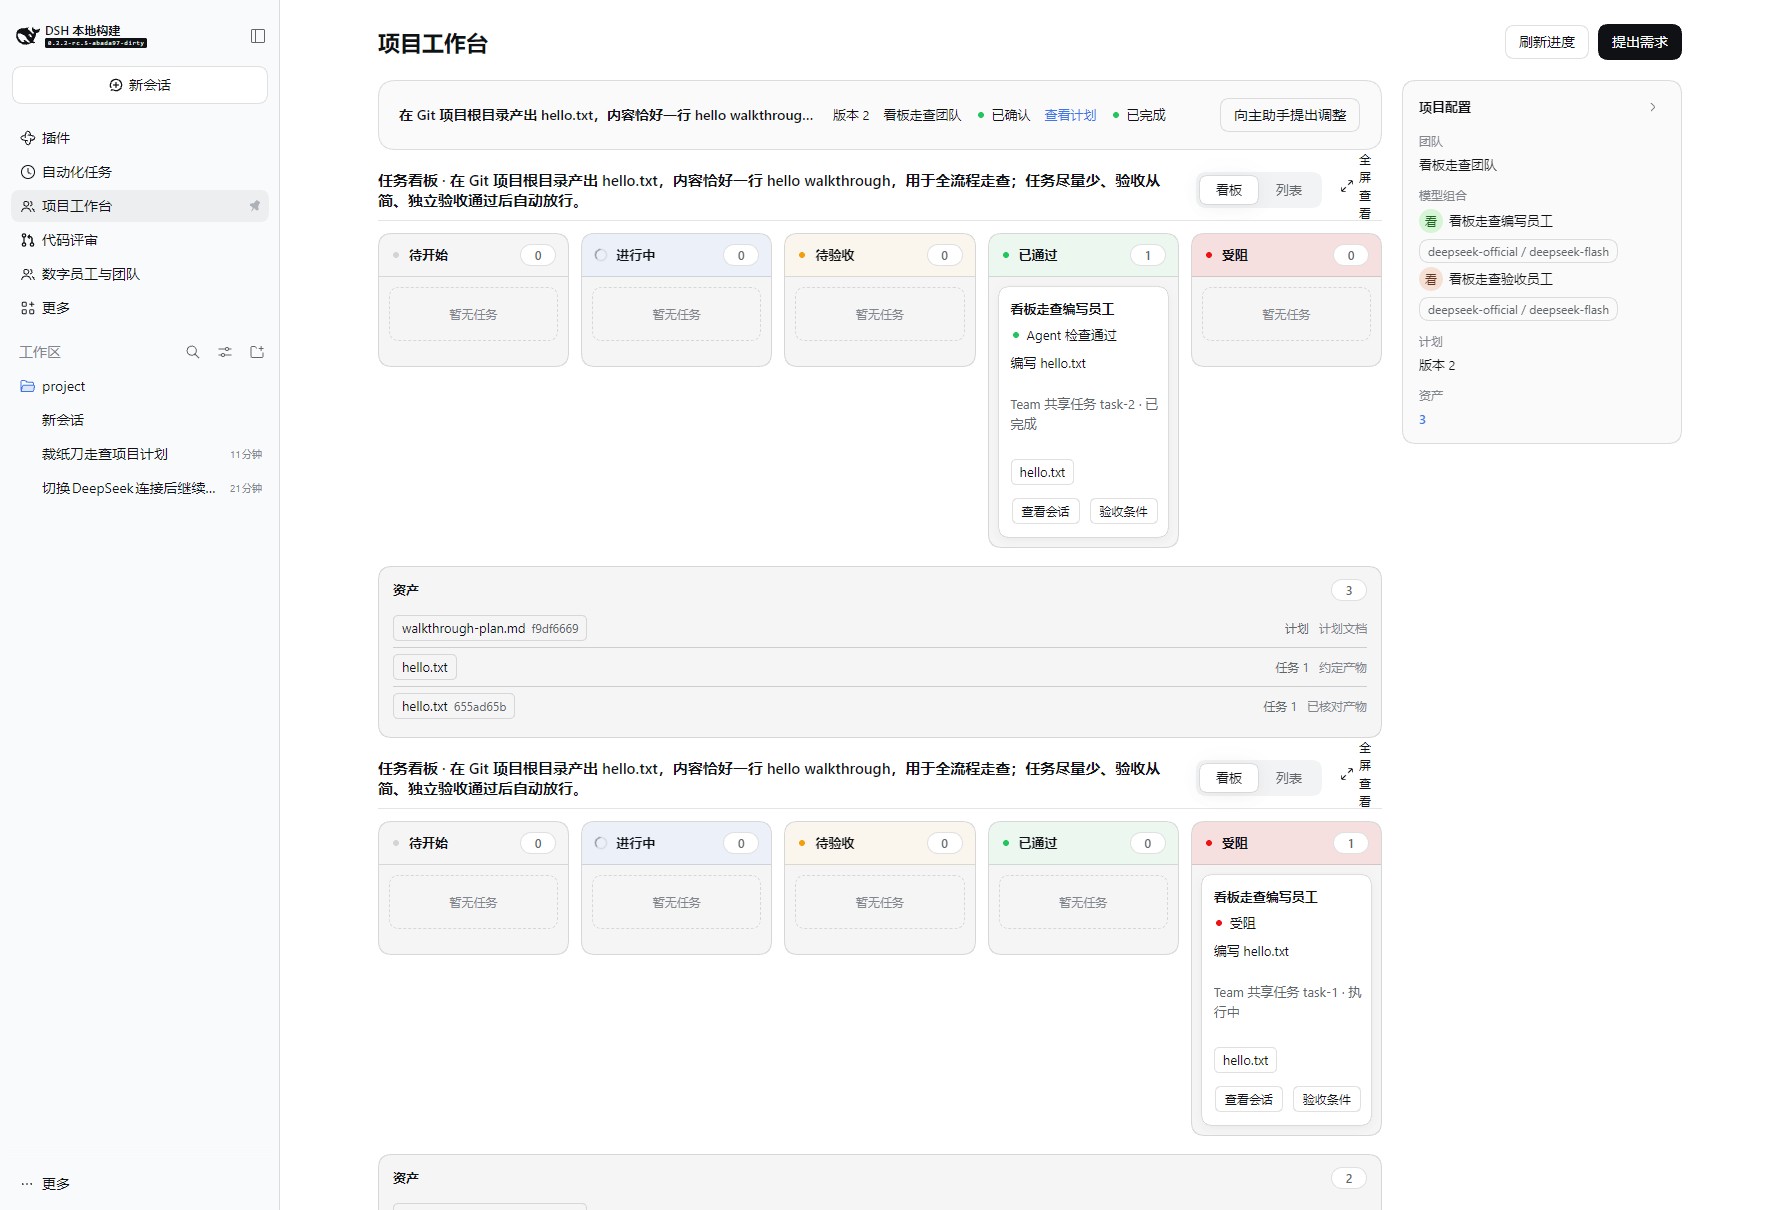 DSH 本地构建
0.3.2-rc.5-abada97-dirty
新会话
插件
自动化任务
项目工作台
代码评审
数字员工与团队
更多
工作区
project
新会话
裁纸刀走查项目计划 11分钟
切换DeepSeek连接后继续... 21分钟
更多
项目工作台
刷新进度
提出需求
在 Git 项目根目录产出 hello.txt，内容恰好一行 hello walkthroug... 版本 2 看板走查团队 已确认 查看计划 已完成 向主助手提出调整
任务看板 · 在 Git 项目根目录产出 hello.txt，内容恰好一行 hello walkthrough，用于全流程走查；任务尽量少、验收从
简、独立验收通过后自动放行。
看板 列表
全
屏
查
看
待开始 0
暂无任务
进行中 0
暂无任务
待验收 0
暂无任务
已通过 1
看板走查编写员工
Agent 检查通过
编写 hello.txt
Team 共享任务 task-2 · 已
完成
hello.txt
查看会话 验收条件
受阻 0
暂无任务
资产 3
walkthrough-plan.md f9df6669 计划 计划文档
hello.txt 任务 1 约定产物
hello.txt 655ad65b 任务 1 已核对产物
任务看板 · 在 Git 项目根目录产出 hello.txt，内容恰好一行 hello walkthrough，用于全流程走查；任务尽量少、验收从
简、独立验收通过后自动放行。
看板 列表
全
屏
查
看
待开始 0
暂无任务
进行中 0
暂无任务
待验收 0
暂无任务
已通过 0
暂无任务
受阻 1
看板走查编写员工
受阻
编写 hello.txt
Team 共享任务 task-1 · 执
行中
hello.txt
查看会话 验收条件
资产 2
项目配置
团队
看板走查团队
模型组合
看 看板走查编写员工
deepseek-official / deepseek-flash
看 看板走查验收员工
deepseek-official / deepseek-flash
计划
版本 2
资产
3